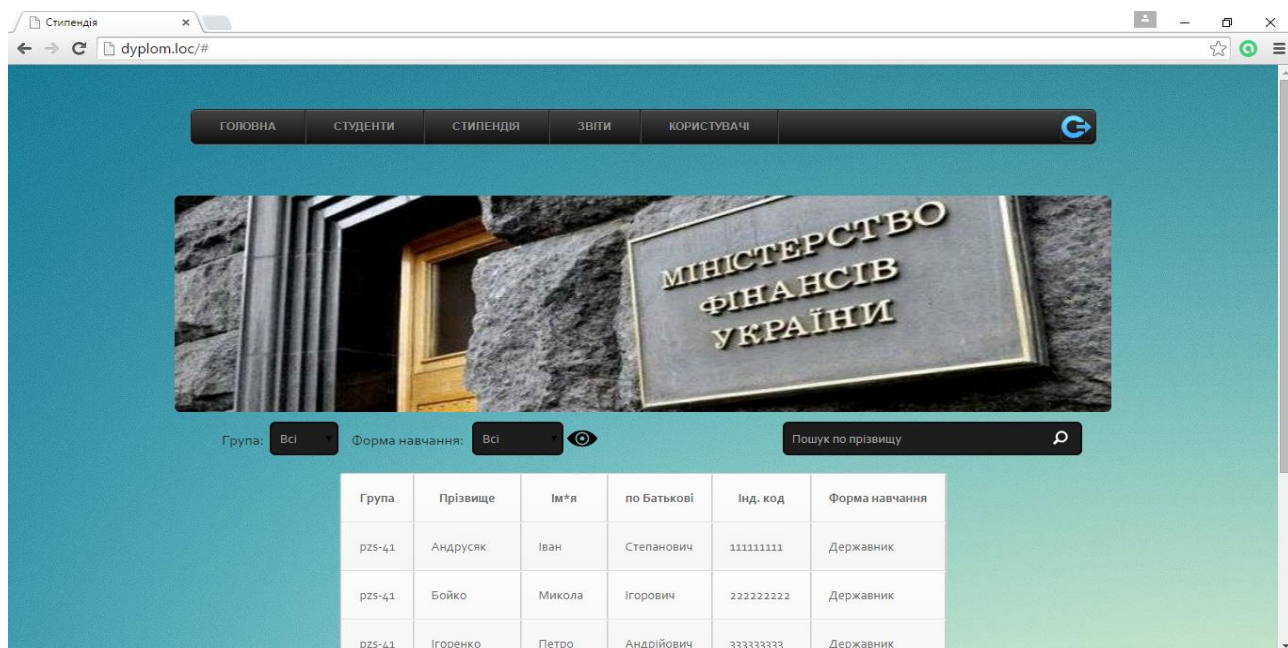 Стипендія
dyplom.loc/#
ГОЛОВНА СТУДЕНТИ СТИПЕНДІЯ ЗВІТИ КОРИСТУВАЧІ
МІНІСТЕРСТВО
ФІНАНСІВ
УКРАЇНИ
Група: Всі Форма навчання: Всі Пошук по прізвищу
Група Прізвище Ім*я по Батькові Інд. код Форма навчання
pzs-41 Андрусяк Іван Степанович 111111111 Державник
pzs-41 Бойко Микола Ігорович 222222222 Державник
pzs-41 Ігоренко Петро Андрійович 333333333 Державник